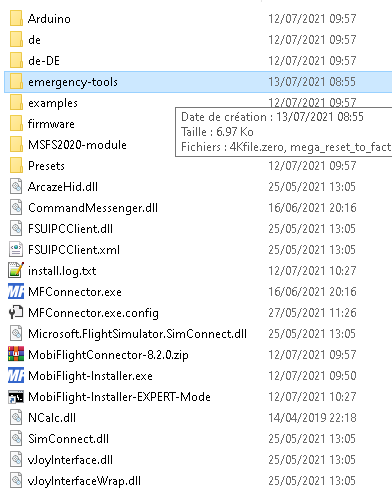 Arduino 12/07/2021 09:57
de 12/07/2021 09:57
de-DE 12/07/2021 09:57
emergency-tools 13/07/2021 08:55
examples 12/07/2021 09:57
firmware
MSFS2020-module
Date de création : 13/07/2021 08:55
Taille : 6.97 Ko
Fichiers : 4Kfile.zero, mega_reset_to_fact
Presets 12/07/2021 09:57
ArcazeHid.dll 25/05/2021 13:05
CommandMessenger.dll 16/06/2021 20:16
FSUIPCClient.dll 25/05/2021 13:05
FSUIPCClient.xml 25/05/2021 13:05
install.log.txt 12/07/2021 10:27
MFConnector.exe 16/06/2021 20:16
MFConnector.exe.config 27/05/2021 11:26
Microsoft.FlightSimulator.SimConnect.dll 25/05/2021 13:05
MobiFlightConnector-8.2.0.zip 12/07/2021 09:57
MobiFlight-Installer.exe 12/07/2021 09:50
MobiFlight-Installer-EXPERT-Mode 12/07/2021 10:27
NCalc.dll 14/04/2019 22:18
SimConnect.dll 25/05/2021 13:05
vJoyInterface.dll 25/05/2021 13:05
vJoyInterfaceWrap.dll 25/05/2021 13:05